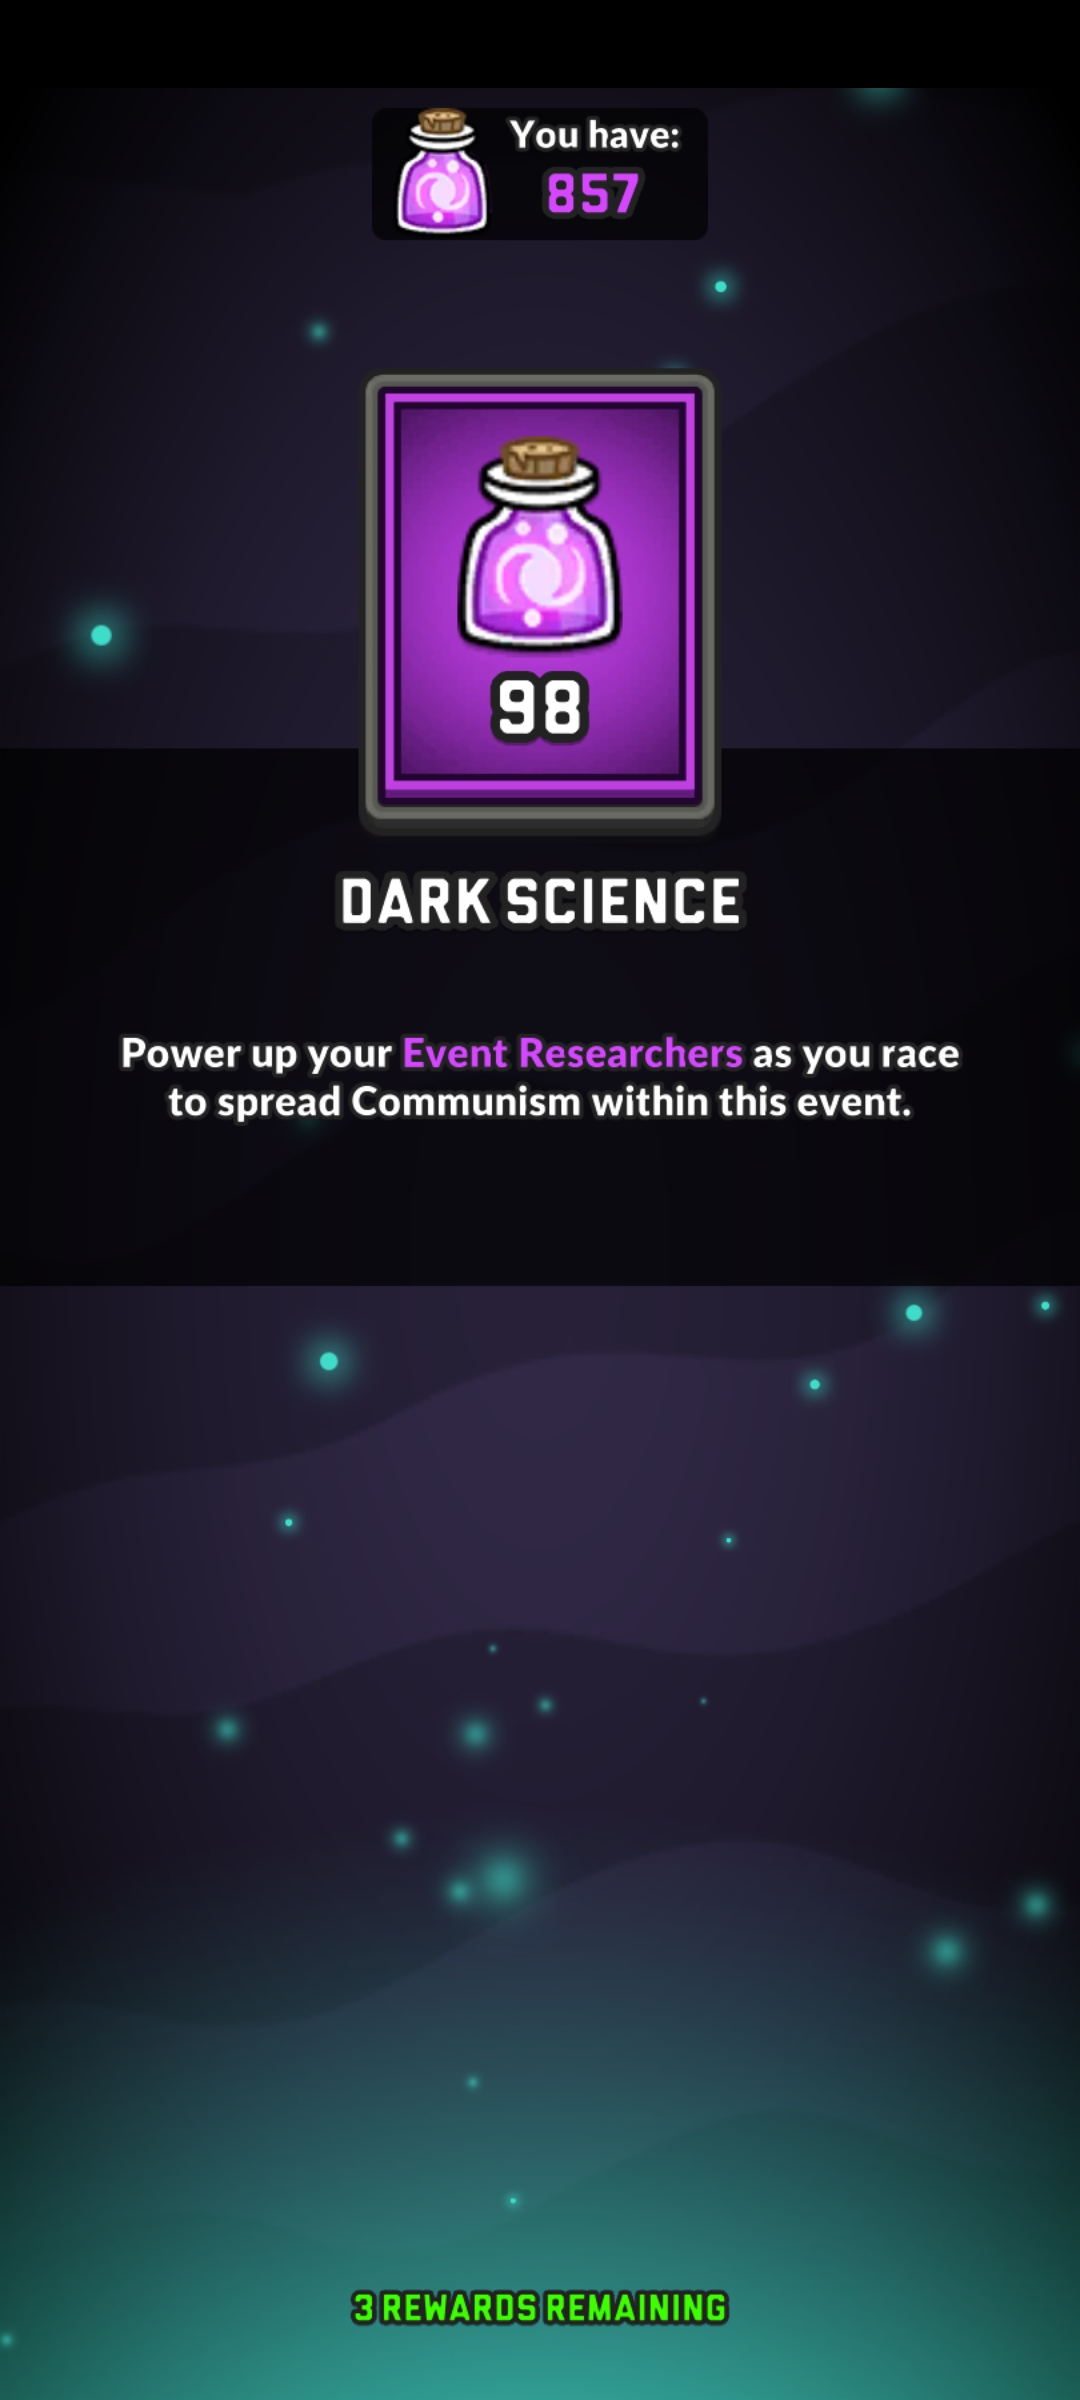 You have:
857
98
DARK SCIENCE
Power up your Event Researchers as you race
to spread Communism within this event.
3 REWARDS REMAINING